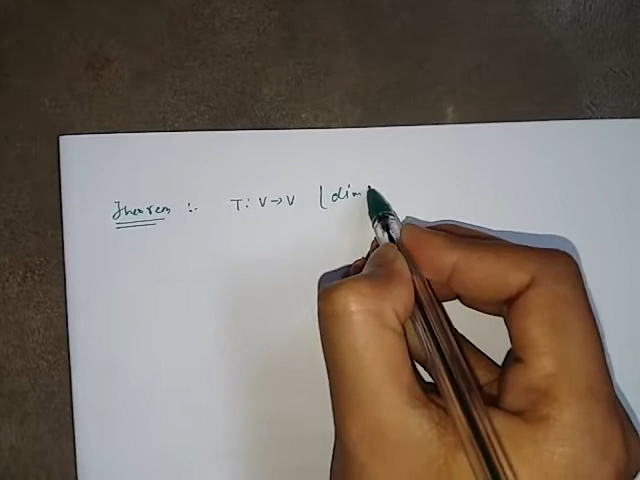 Theorem :- T: V→V [dim